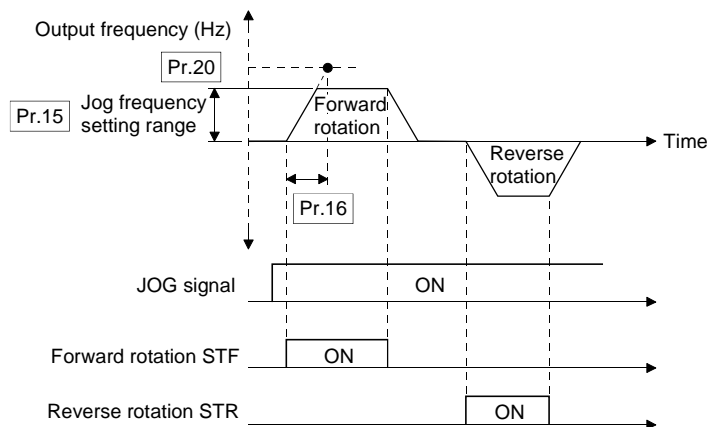 Output frequency (Hz)
Pr.20
Pr.15
Jog frequency
setting range
Forward
rotation
Time
Reverse
rotation
Pr.16
JOG signal
ON
Forward rotation STF
ON
Reverse rotation STR
ON